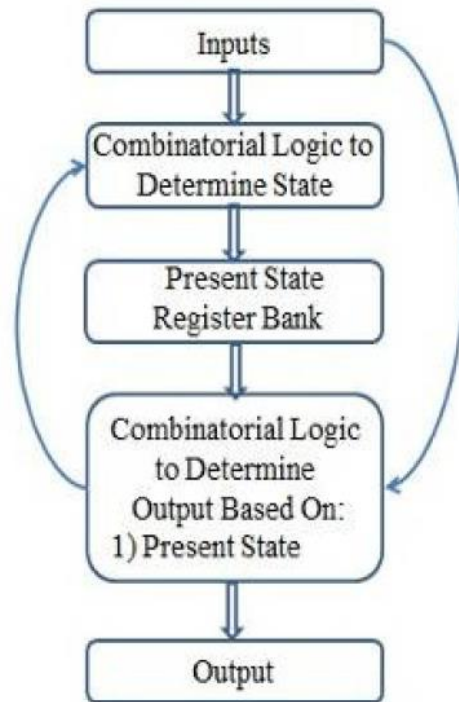 Inputs
Combinatorial Logic to
Determine State
Present State
Register Bank
Combinatorial Logic
to Determine
Output Based On:
1) Present State
Output